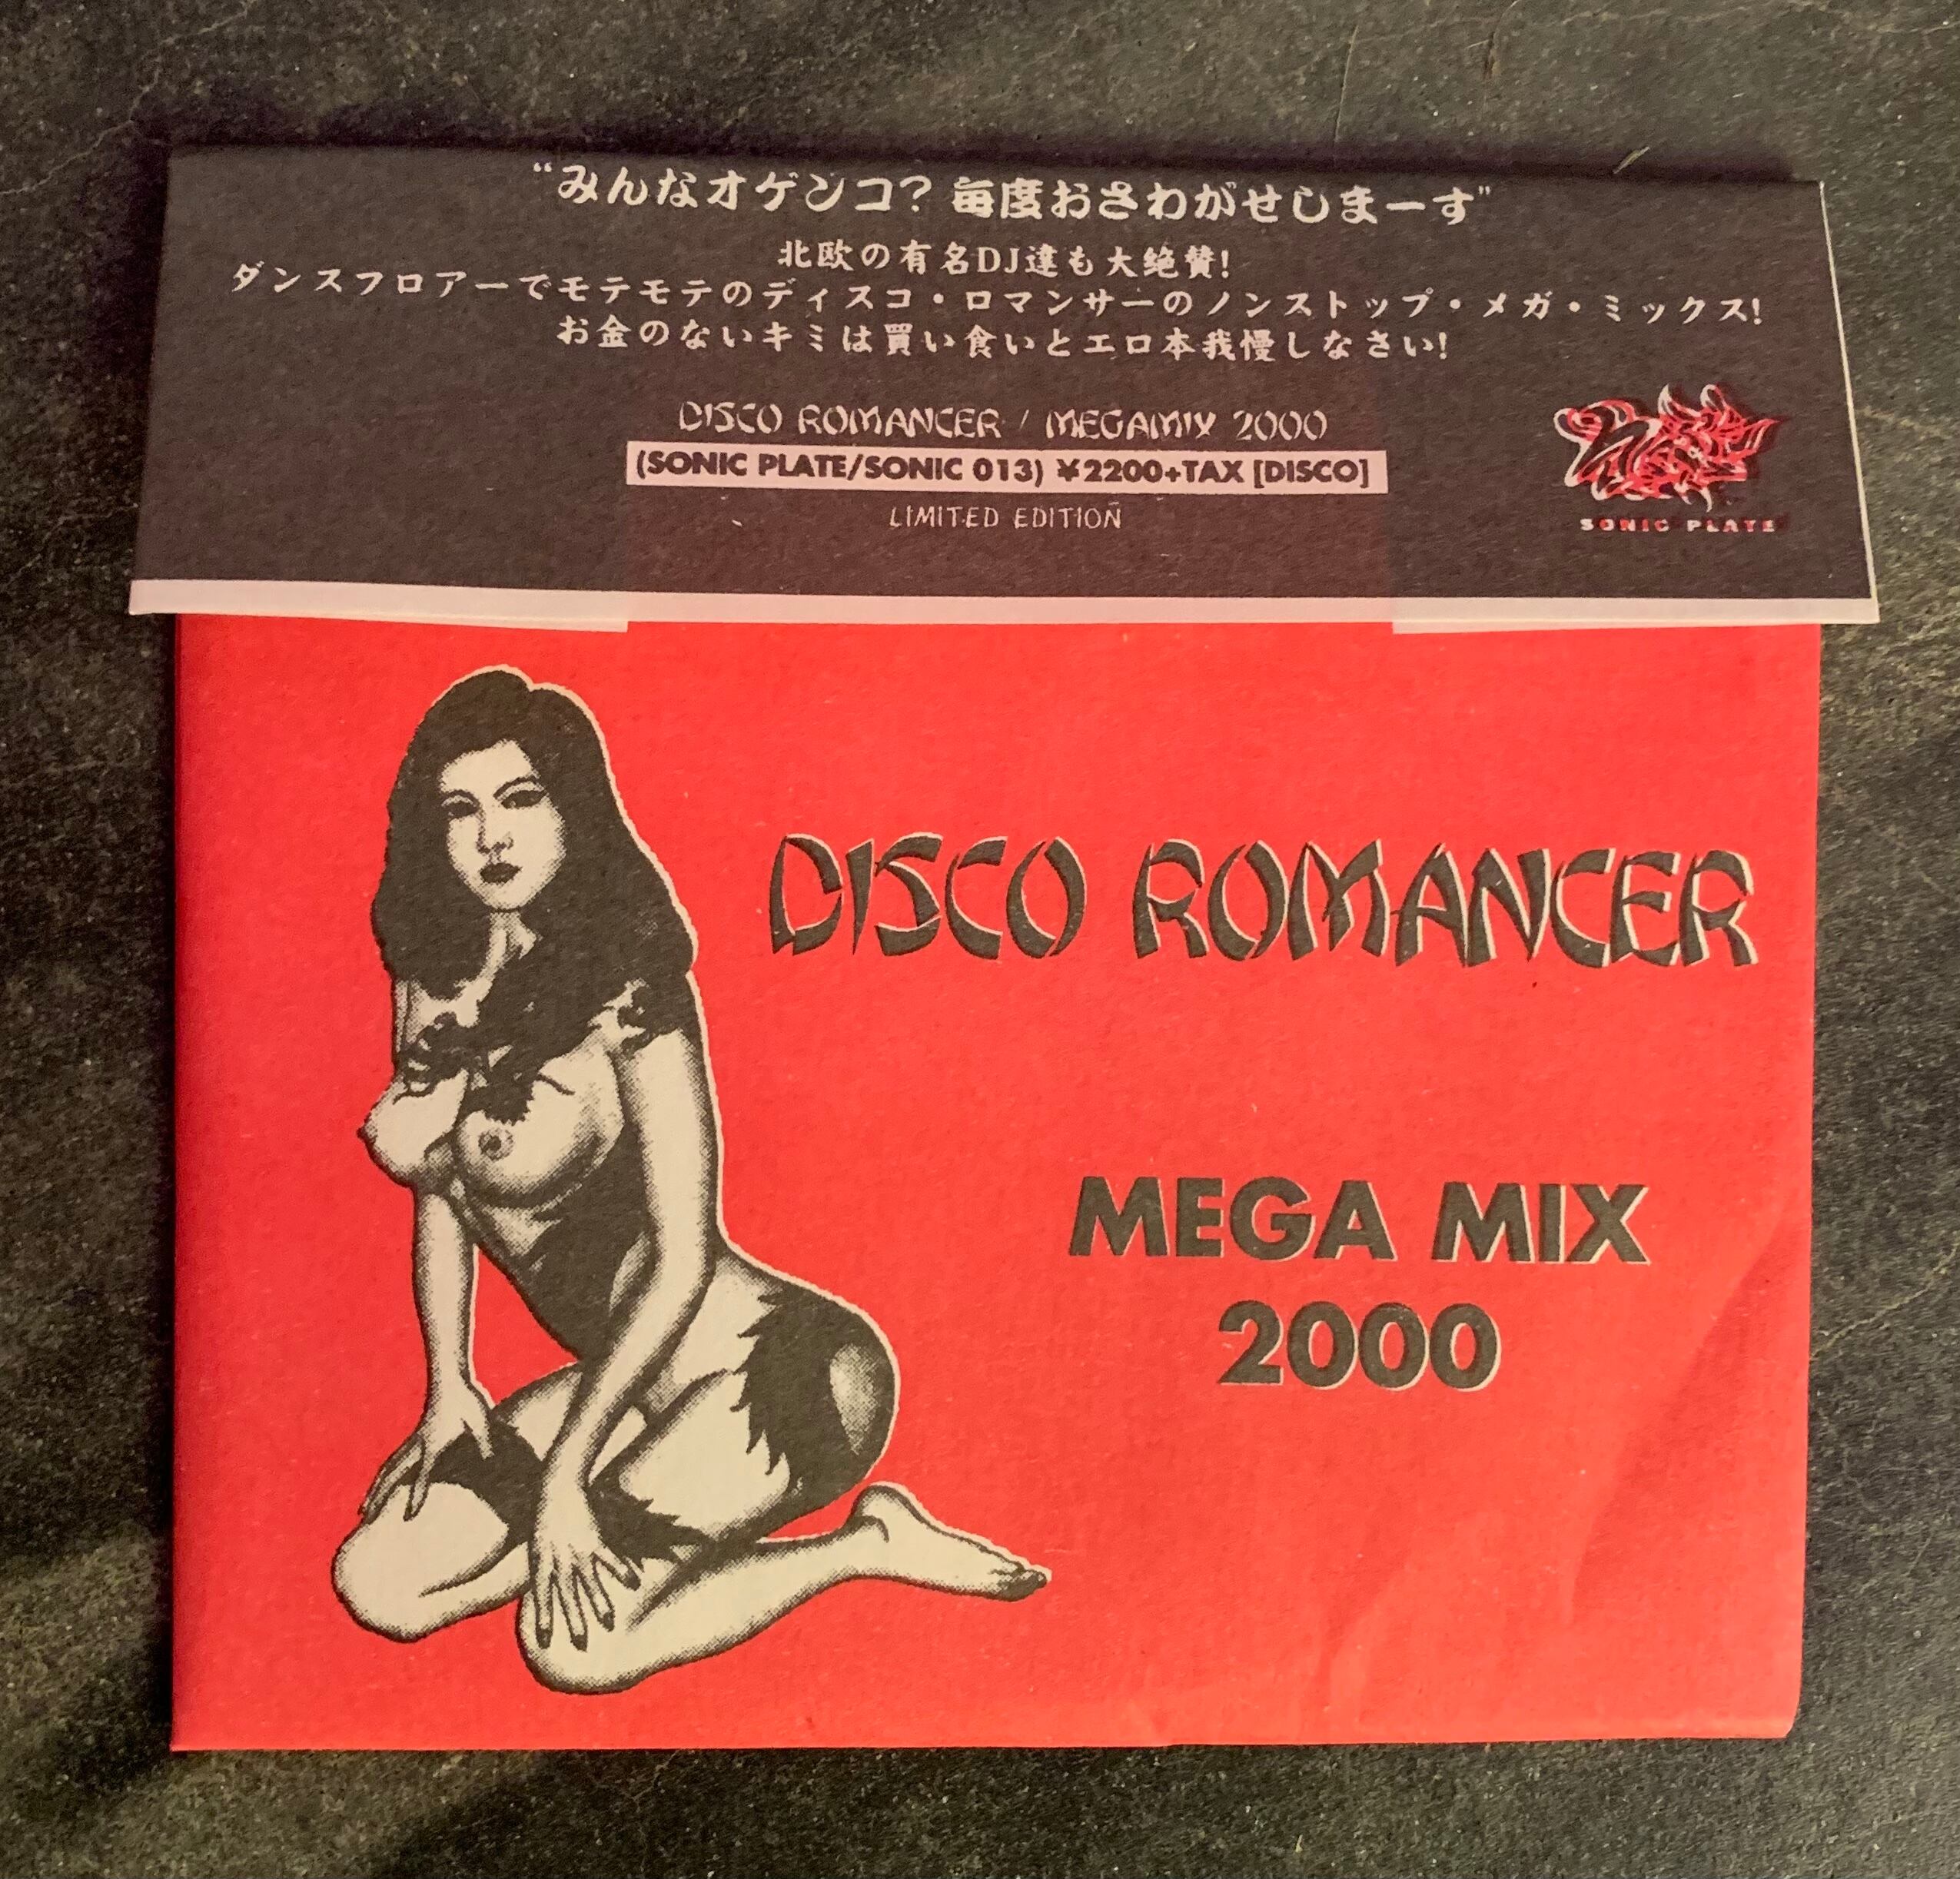 “みんなオゲンコ? 毎度おさわがせしまーす”
北欧の有名DJ達も大絶賛!
ダンスフロアーでモテモテのディスコ・ロマンサーのノンストップ・メガ・ミックス!
お金のないキミは買い食いとエロ本我慢しなさい!
DISCO ROMANCER / MEGAMIX 2000
(SONIC PLATE/SONIC 013) ¥2200+TAX [DISCO]
LIMITED EDITION
SONIC PLATE
DISCO ROMANCER
MEGA MIX
2000